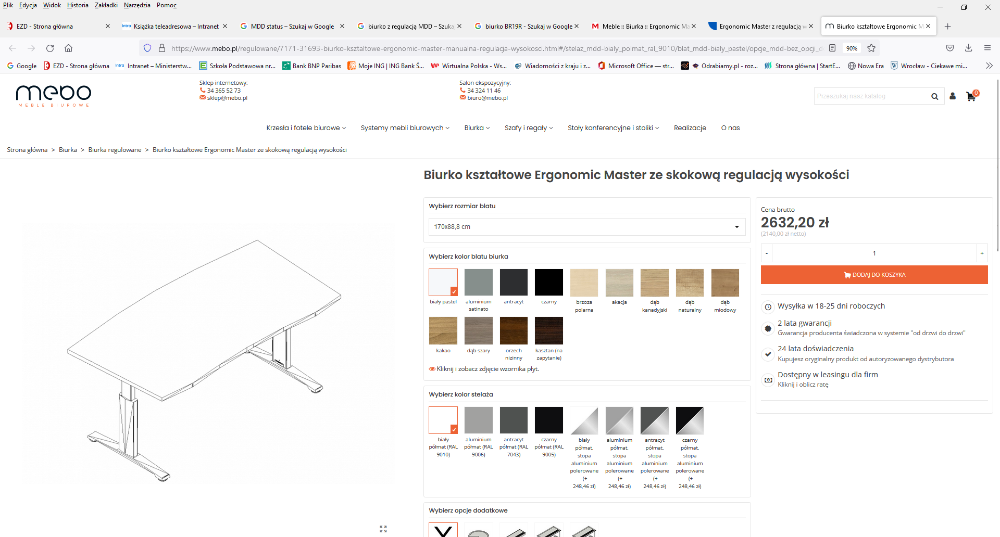 Plik Edycja Widok Historia Zakładki Narzędzia Pomoc
EZD - Strona główna
Książka teleadresowa – Intranet
MDD status – Szukaj w Google
biurko z regulacją MDD – Szuka
biurko BR19R - Szukaj w Google
Meble :: Biurka :: Ergonomic Ma
Ergonomic Master z regulacją w
Biurko kształtowe Ergonomic M
https://www.mebo.pl/regulowane/7171-31693-biurko-ksztaltowe-ergonomic-master-manualna-regulacja-wysokosci.html#/stelaz_mdd-bialy_polmat_ral_9010/blat_mdd-bialy_pastel/opcje_mdd-bez_opcji_d
90%
Google
EZD - Strona główna
Intranet – Ministerstw...
Szkoła Podstawowa nr...
Bank BNP Paribas
Moje ING | ING Bank Ś...
Wirtualna Polska - Ws...
Wiadomości z kraju i z...
Microsoft Office — str...
Odrabiamy.pl - roz...
Strona główna | StartE...
Nowa Era
Wrocław - Ciekawe mi...
mebo
MEBLE BIUROWE
Sklep internetowy:
34 365 52 73
sklep@mebo.pl
Salon ekspozycyjny:
34 324 11 46
biuro@mebo.pl
Przeszukaj nasz katalog
0
Krzesła i fotele biurowe
Systemy mebli biurowych
Biurka
Szafy i regały
Stoły konferencyjne i stoliki
Realizacje
O nas
Strona główna > Biurka > Biurka regulowane > Biurko kształtowe Ergonomic Master ze skokową regulacją wysokości
Biurko kształtowe Ergonomic Master ze skokową regulacją wysokości
Wybierz rozmiar blatu
170x88,8 cm
Wybierz kolor blatu biurka
biały pastel
aluminium
satinato
antracyt
czarny
brzoza
polarna
akacja
dąb
kanadyjski
dąb
naturalny
dąb
miodowy
kakao
dąb szary
orzech
nizinny
kasztan (na
zapytanie)
Kliknij i zobacz zdjęcie wzornika płyt.
Wybierz kolor stelaża
biały
półmat (RAL
9010)
aluminium
półmat (RAL
9006)
antracyt
półmat (RAL
7043)
czarny
półmat (RAL
9005)
biały
półmat,
stopa
aluminium
polerowane
(+
248,46 zł)
aluminium
półmat,
stopa
aluminium
polerowane
(+
248,46 zł)
antracyt
półmat,
stopa
aluminium
polerowane
(+
248,46 zł)
czarny
półmat,
stopa
aluminium
polerowane
(+
248,46 zł)
Wybierz opcje dodatkowe
Cena brutto
2632,20 zł
(2140,00 zł netto)
- 1 +
DODAJ DO KOSZYKA
Wysyłka w 18-25 dni roboczych
2 lata gwarancji
Gwarancja producenta świadczona w systemie "od drzwi do drzwi"
24 lata doświadczenia
Kupujesz oryginalny produkt od autoryzowanego dystrybutora
Dostępny w leasingu dla firm
Kliknij i oblicz ratę